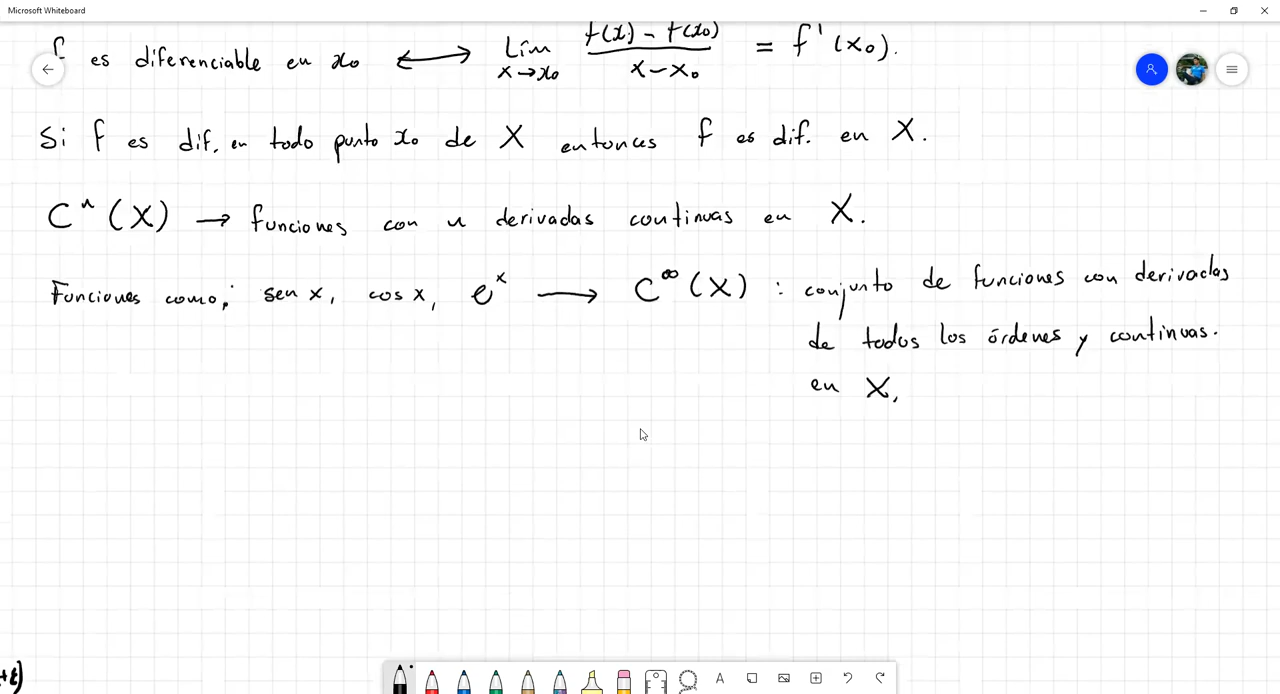 Microsoft Whiteboard
f es diferenciable en x₀ ⟷ Lím x→x₀ f(x) - f(x₀) / x - x₀ = f'(x₀).
Si f es dif. en todo punto x₀ de X entonces f es dif. en X.
Cⁿ(X) → funciones con n derivadas continuas en X.
Funciones como; sen x, cos x, eˣ → C^∞(X) : conjunto de funciones con derivadas
de todos los órdenes y continuas.
en X,
+t)
A